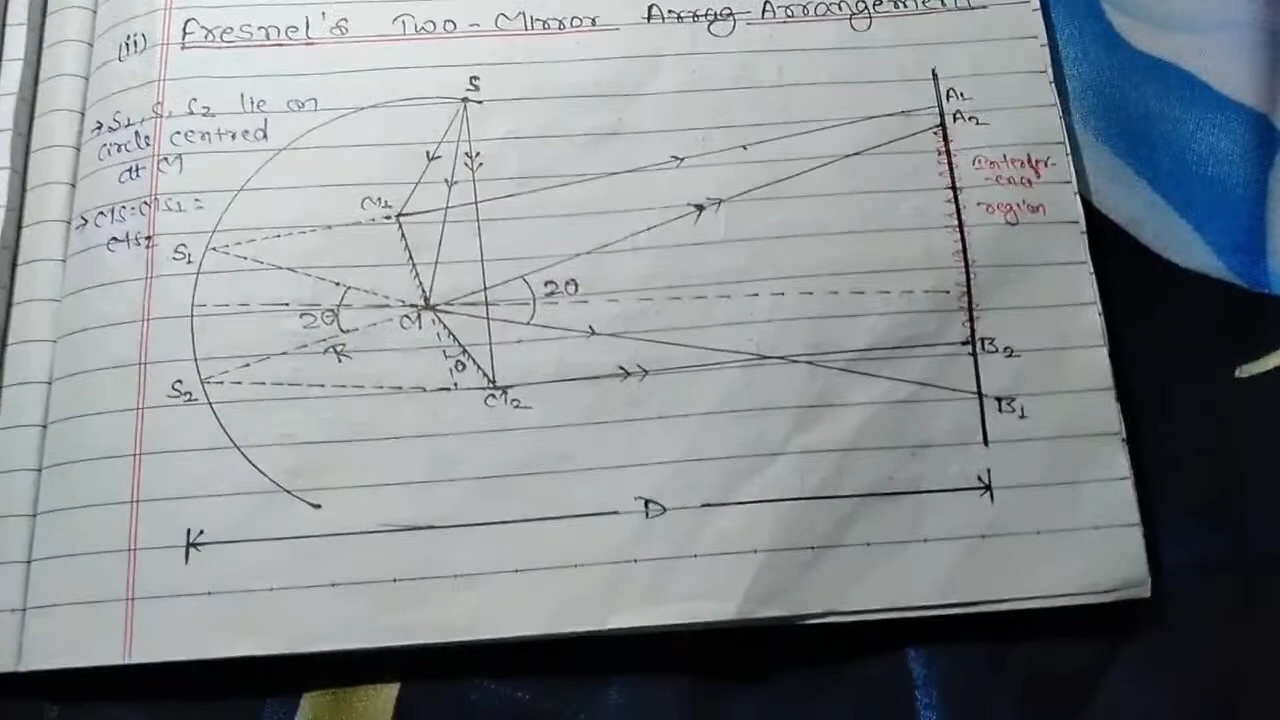 (ii) Fresnel's Two-Mirror Array Arrangement
→ S₁, S, S₂ lie on
circle centred
at M
→ MS = MS₁ =
MS₂
S
A₁
A₂
Interfer-
-ence
region
M₁
S₁
2θ
2θ
M
R
θ
B₂
S₂
M₂
B₁
D